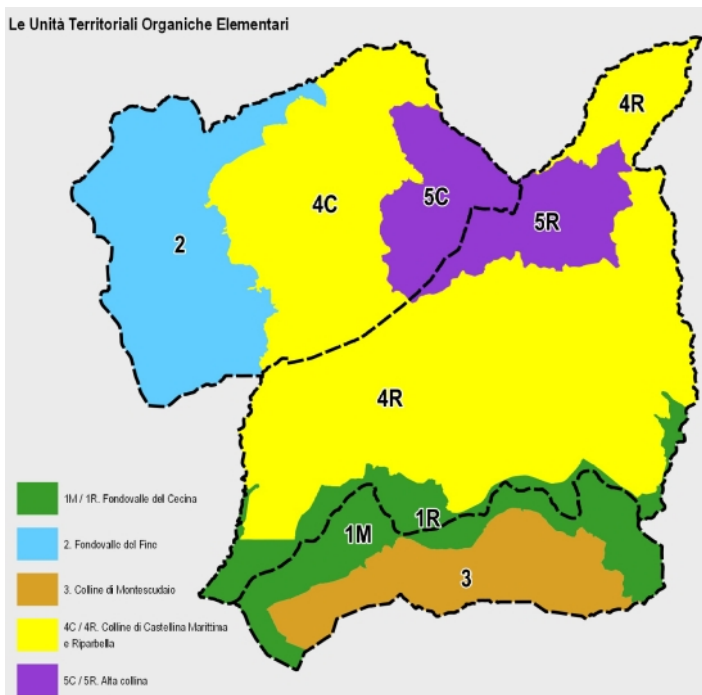 Le Unità Territoriali Organiche Elementari
4R
5C
4C
5R
2
4R
1R
1M
3
1M / 1R. Fondovalle del Cecina
2. Fondovalle del Fine
3. Colline di Montescudaio
4C / 4R. Colline di Castellina Marittima
e Riparbella
5C / 5R. Alta collina